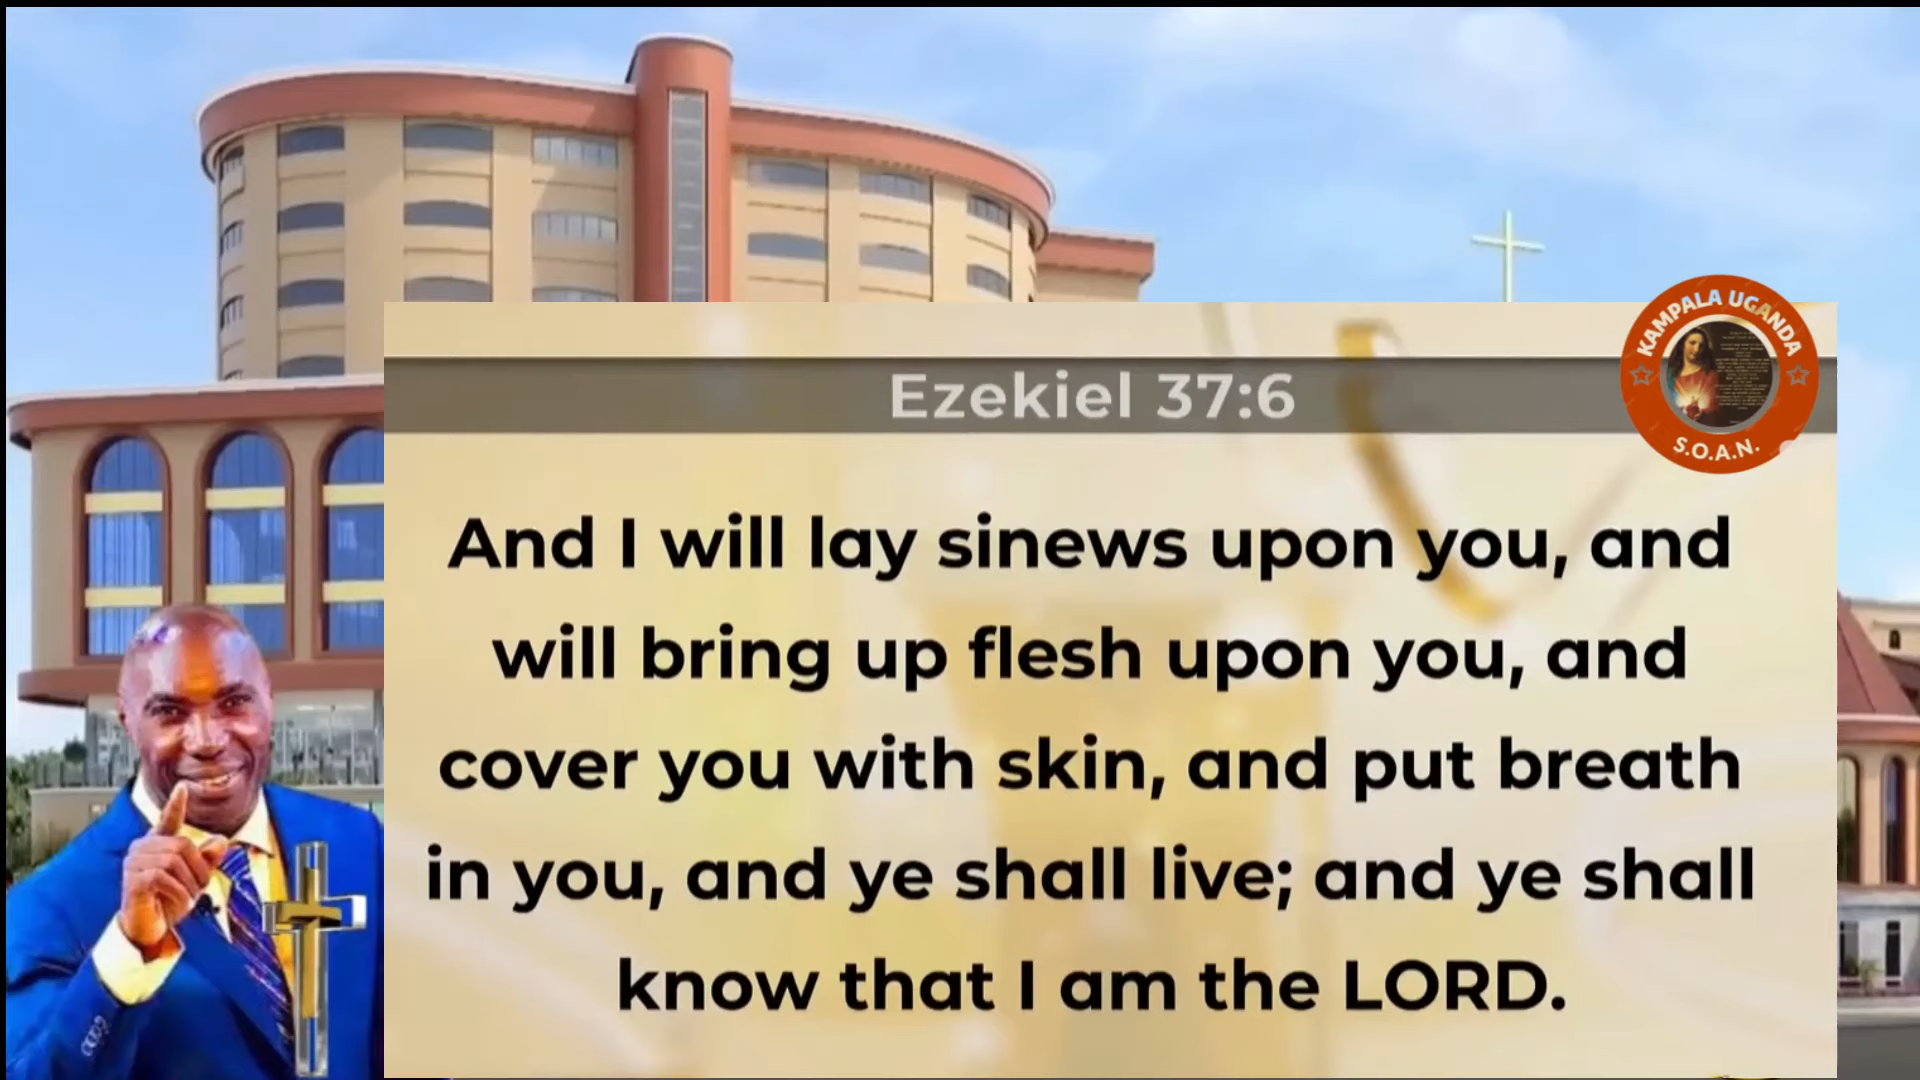 KAMPALA UGANDA
S.O.A.N.
Ezekiel 37:6
And I will lay sinews upon you, and
will bring up flesh upon you, and
cover you with skin, and put breath
in you, and ye shall live; and ye shall
know that I am the LORD.